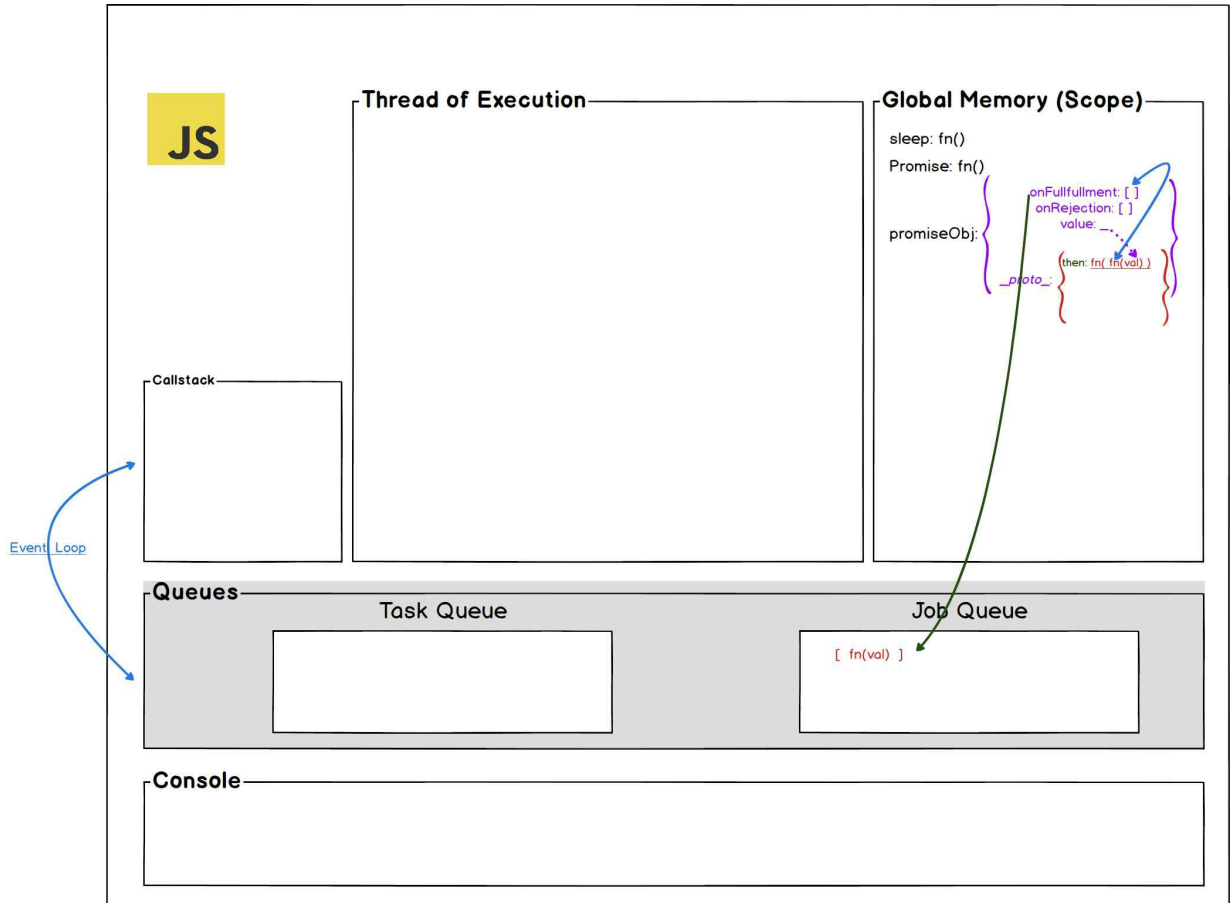 JS
Thread of Execution
Global Memory (Scope)
sleep: fn()
Promise: fn()
onFullfullment: [ ]
onRejection: [ ]
value: _
promiseObj:
then: fn( fn(val) )
_proto_:
Callstack
Event Loop
Queues
Task Queue
Job Queue
[ fn(val) ]
Console